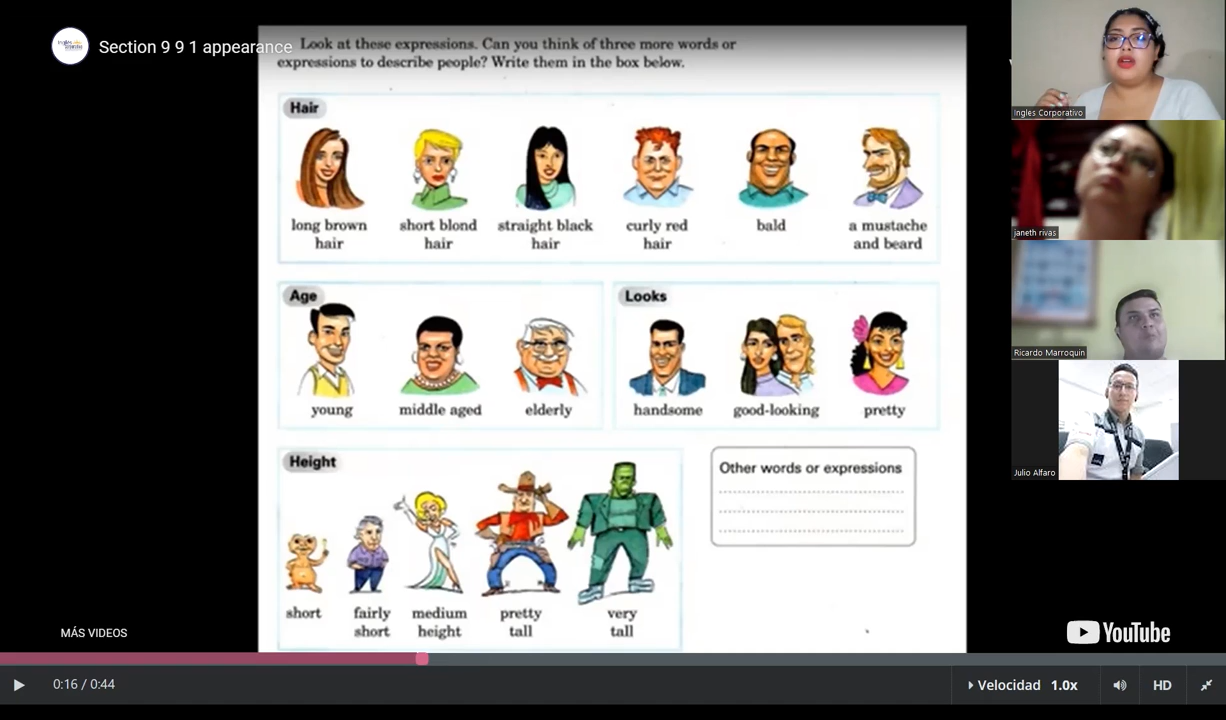 Section 9 9 1 appearance
Look at these expressions. Can you think of three more words or
expressions to describe people? Write them in the box below.
Hair
long brown
hair
short blond
hair
straight black
hair
curly red
hair
bald
a mustache
and beard
Age
young
middle aged
elderly
Looks
handsome
good-looking
pretty
Height
short
fairly
short
medium
height
pretty
tall
very
tall
Other words or expressions
Ingles Corporativo
janeth rivas
Ricardo Marroquin
Julio Alfaro
MÁS VIDEOS
YouTube
0:16 / 0:44
Velocidad 1.0x
HD